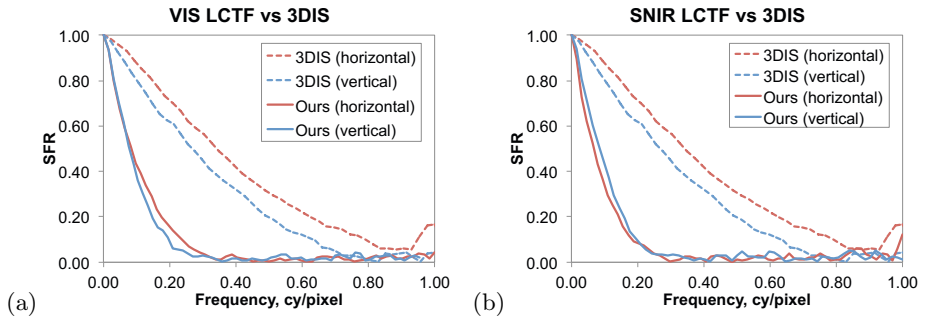 VIS LCTF vs 3DIS
1.00
0.80
0.60
0.40
0.20
0.00
SFR
3DIS (horizontal)
3DIS (vertical)
Ours (horizontal)
Ours (vertical)
0.00 0.20 0.40 0.60 0.80 1.00
Frequency, cy/pixel
(a)
SNIR LCTF vs 3DIS
1.00
0.80
0.60
0.40
0.20
0.00
SFR
3DIS (horizontal)
3DIS (vertical)
Ours (horizontal)
Ours (vertical)
0.00 0.20 0.40 0.60 0.80 1.00
Frequency, cy/pixel
(b)